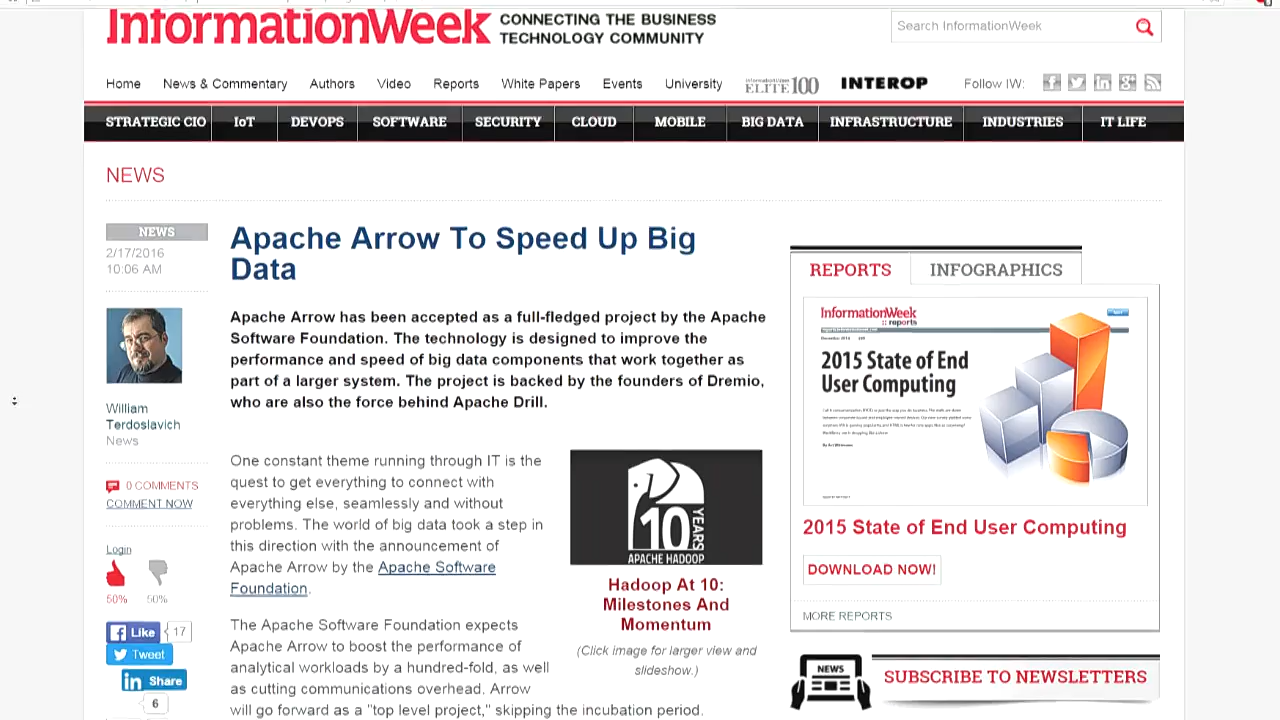 InformationWeek
CONNECTING THE BUSINESS
TECHNOLOGY COMMUNITY
Search InformationWeek
Home News & Commentary Authors Video Reports White Papers Events University ELITE 100 INTEROP Follow IW:
STRATEGIC CIO IoT DEVOPS SOFTWARE SECURITY CLOUD MOBILE BIG DATA INFRASTRUCTURE INDUSTRIES IT LIFE
NEWS
NEWS
2/17/2016
10:06 AM
William
Terdoslavich
News
0 COMMENTS
COMMENT NOW
Login
50% 50%
Like 17
Tweet
in Share
6
Apache Arrow To Speed Up Big
Data
Apache Arrow has been accepted as a full-fledged project by the Apache
Software Foundation. The technology is designed to improve the
performance and speed of big data components that work together as
part of a larger system. The project is backed by the founders of Dremio,
who are also the force behind Apache Drill.
One constant theme running through IT is the
quest to get everything to connect with
everything else, seamlessly and without
problems. The world of big data took a step in
this direction with the announcement of
Apache Arrow by the Apache Software
Foundation.
The Apache Software Foundation expects
Apache Arrow to boost the performance of
analytical workloads by a hundred-fold, as well
as cutting communications overhead. Arrow
will go forward as a "top level project," skipping the incubation period.
10 YEARS
APACHE HADOOP
Hadoop At 10:
Milestones And
Momentum
(Click image for larger view and
slideshow.)
REPORTS INFOGRAPHICS
InformationWeek
:: reports
2015 State of End
User Computing
2015 State of End User Computing
DOWNLOAD NOW!
MORE REPORTS
NEWS
SUBSCRIBE TO NEWSLETTERS